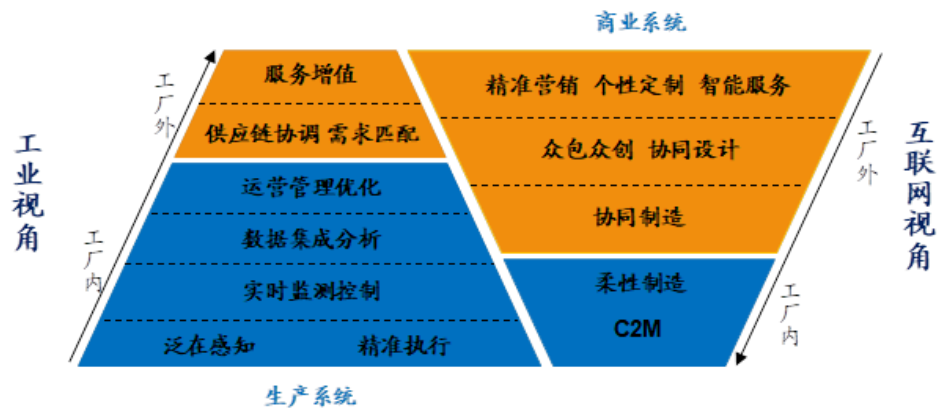 商业系统
工业视角
工厂外
服务增值
供应链协调 需求匹配
工厂内
运营管理优化
数据集成分析
实时监测控制
泛在感知 精准执行
生产系统
精准营销 个性定制 智能服务
众包众创 协同设计
协同制造
柔性制造
C2M
工厂外
工厂内
互联网视角